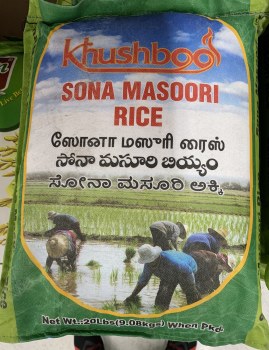 Khushboo
SONA MASOORI
RICE
ஸோனா மஸூரி ரைஸ்
సోనా మసూరి బియ్యం
ಸೋನಾ ಮಸೂರಿ ಅಕ್ಕಿ
Net Wt.:20Lbs(9.08Kgs) When Pkd.